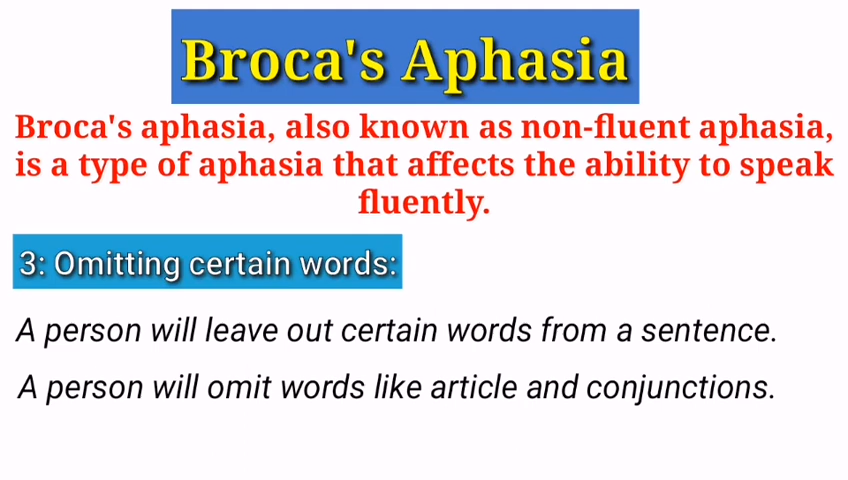 Broca's Aphasia
Broca's aphasia, also known as non-fluent aphasia,
is a type of aphasia that affects the ability to speak
fluently.
3: Omitting certain words:
A person will leave out certain words from a sentence.
A person will omit words like article and conjunctions.